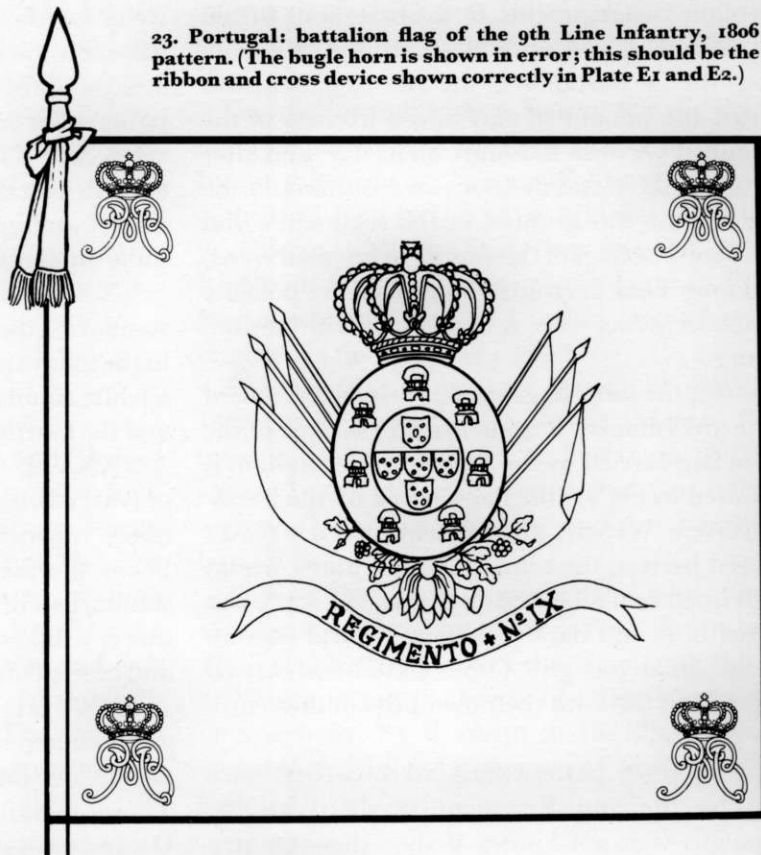 23. Portugal: battalion flag of the 9th Line Infantry, 1806
pattern. (The bugle horn is shown in error; this should be the
ribbon and cross device shown correctly in Plate E1 and E2.)
REGIMENTO + Nº IX